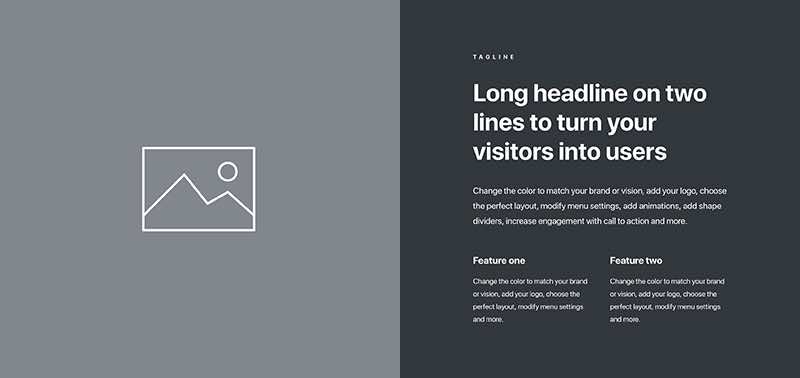 TAGLINE
Long headline on two
lines to turn your
visitors into users
Change the color to match your brand or vision, add your logo, choose
the perfect layout, modify menu settings, add animations, add shape
dividers, increase engagement with call to action and more.
Feature one
Change the color to match your brand
or vision, add your logo, choose the
perfect layout, modify menu settings
and more.
Feature two
Change the color to match your brand
or vision, add your logo, choose the
perfect layout, modify menu settings
and more.